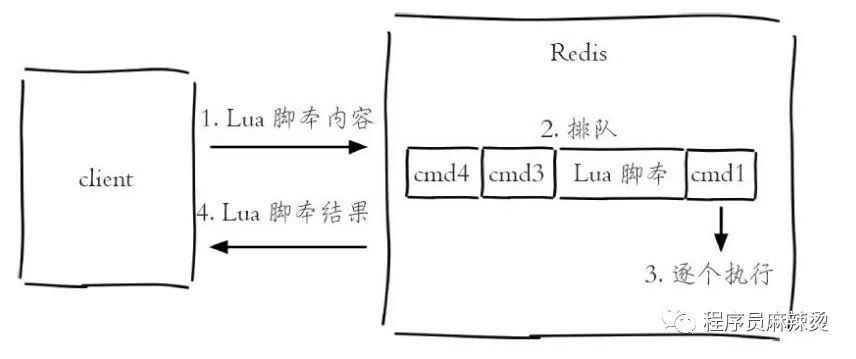 Redis
1. Lua 脚本内容
2. 排队
client
cmd4
cmd3
Lua 脚本
cmd1
4. Lua 脚本结果
3. 逐个执行
程序员麻辣烫